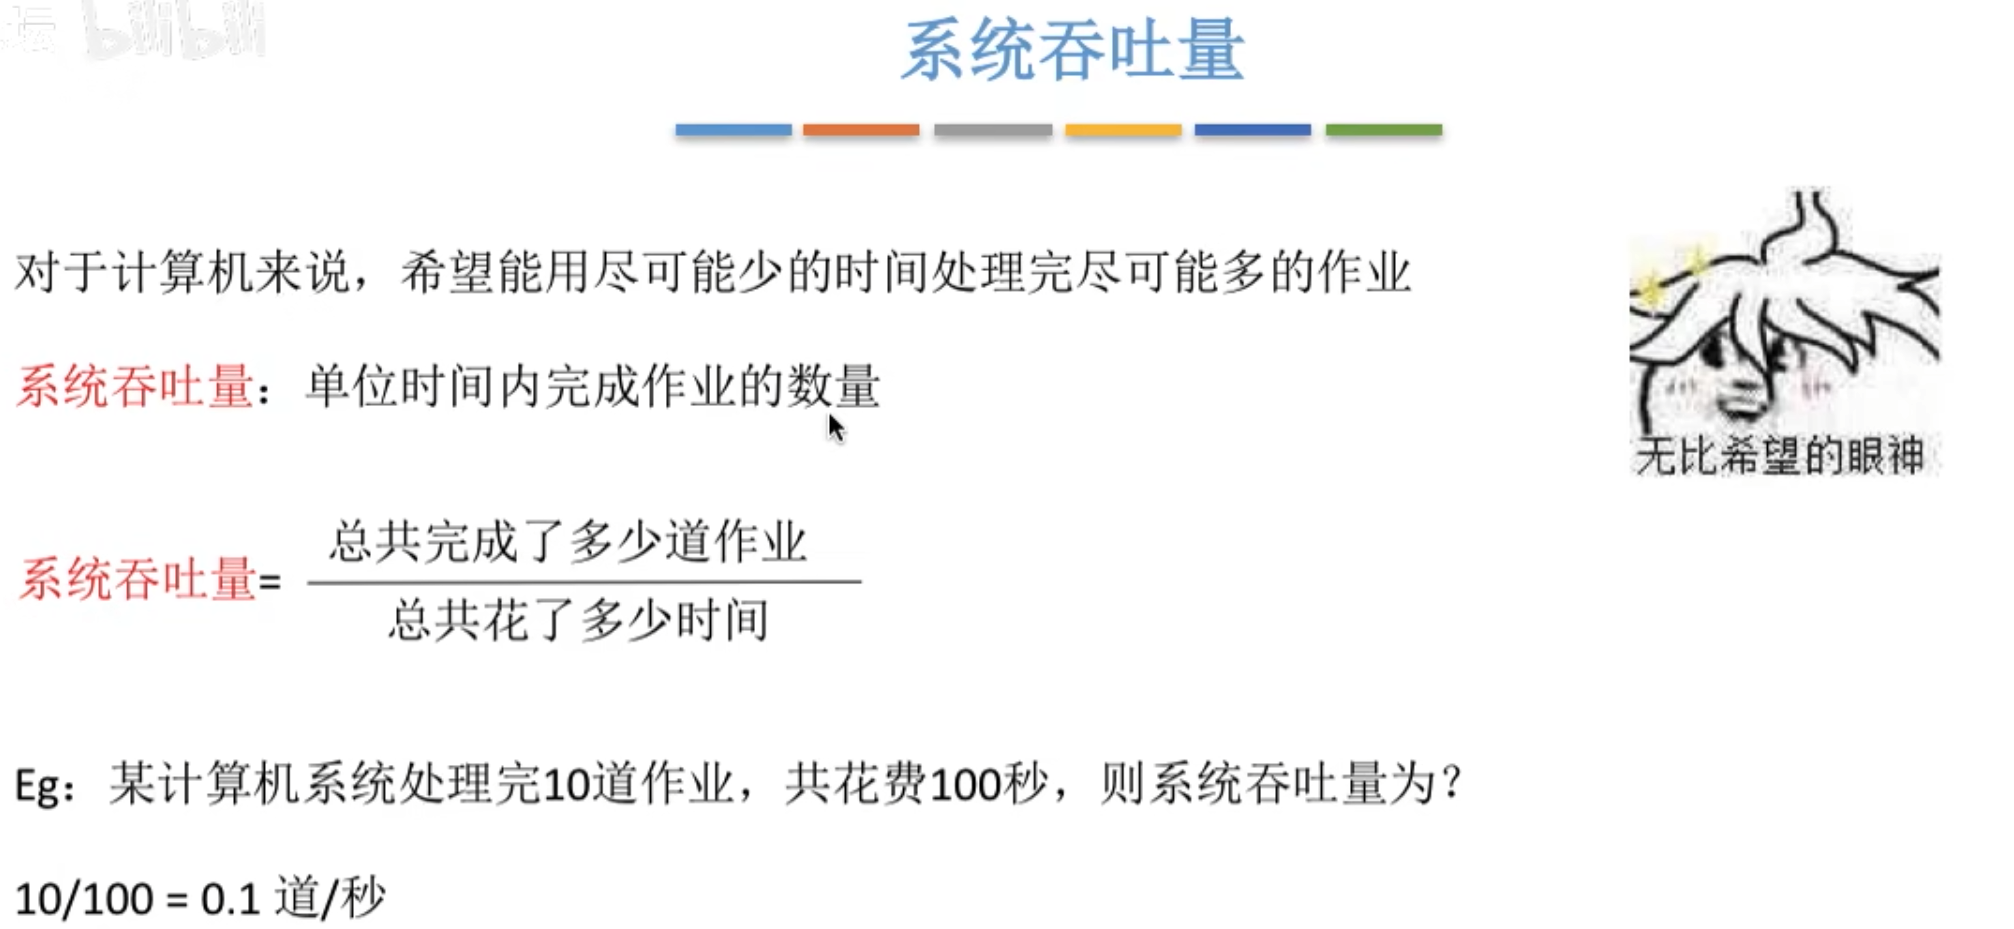 坛 bilibili
系统吞吐量
对于计算机来说，希望能用尽可能少的时间处理完尽可能多的作业
系统吞吐量：单位时间内完成作业的数量
无比希望的眼神
系统吞吐量=
总共完成了多少道作业
总共花了多少时间
Eg：某计算机系统处理完10道作业，共花费100秒，则系统吞吐量为？
10/100 = 0.1 道/秒